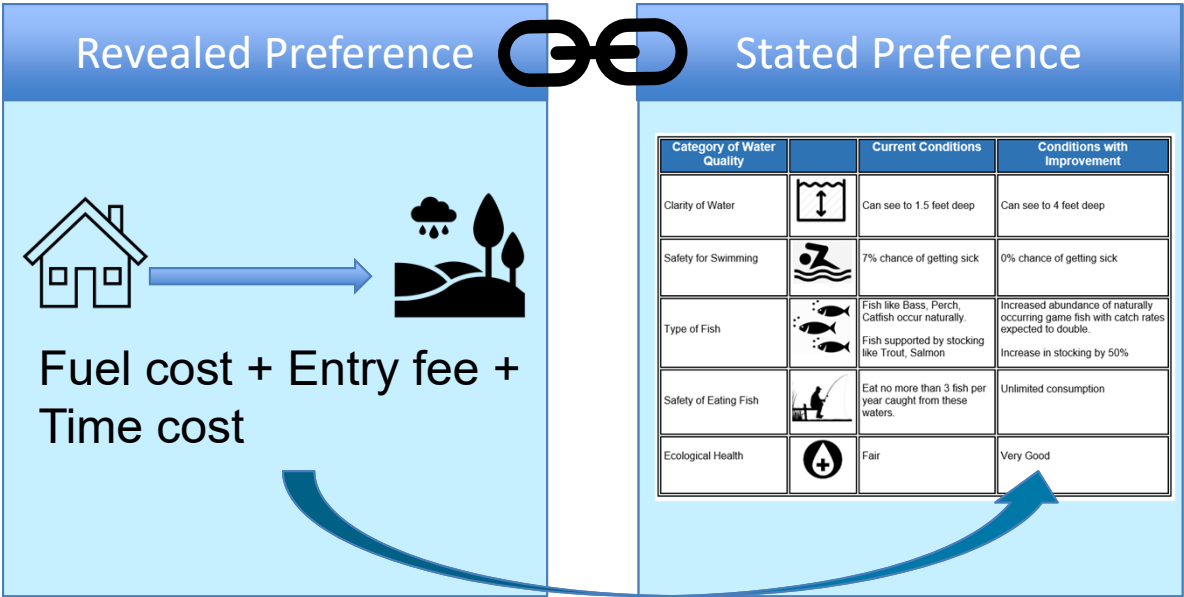 Revealed Preference
Stated Preference
Fuel cost + Entry fee +
Time cost
Category of Water
Quality
Current Conditions
Conditions with
Improvement
Clarity of Water
Can see to 1.5 feet deep
Can see to 4 feet deep
Safety for Swimming
7% chance of getting sick
0% chance of getting sick
Type of Fish
Fish like Bass, Perch,
Catfish occur naturally.
Fish supported by stocking
like Trout, Salmon
Increased abundance of naturally
occurring game fish with catch rates
expected to double.
Increase in stocking by 50%
Safety of Eating Fish
Eat no more than 3 fish per
year caught from these
waters.
Unlimited consumption
Ecological Health
Fair
Very Good